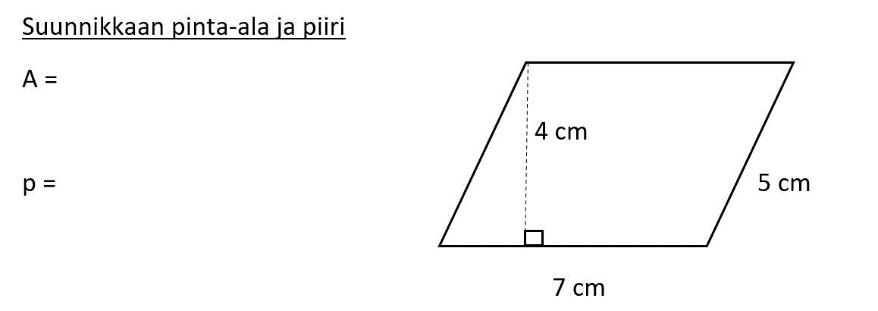 Suunnikkaan pinta-ala ja piiri
A =
4 cm
p =
5 cm
7 cm